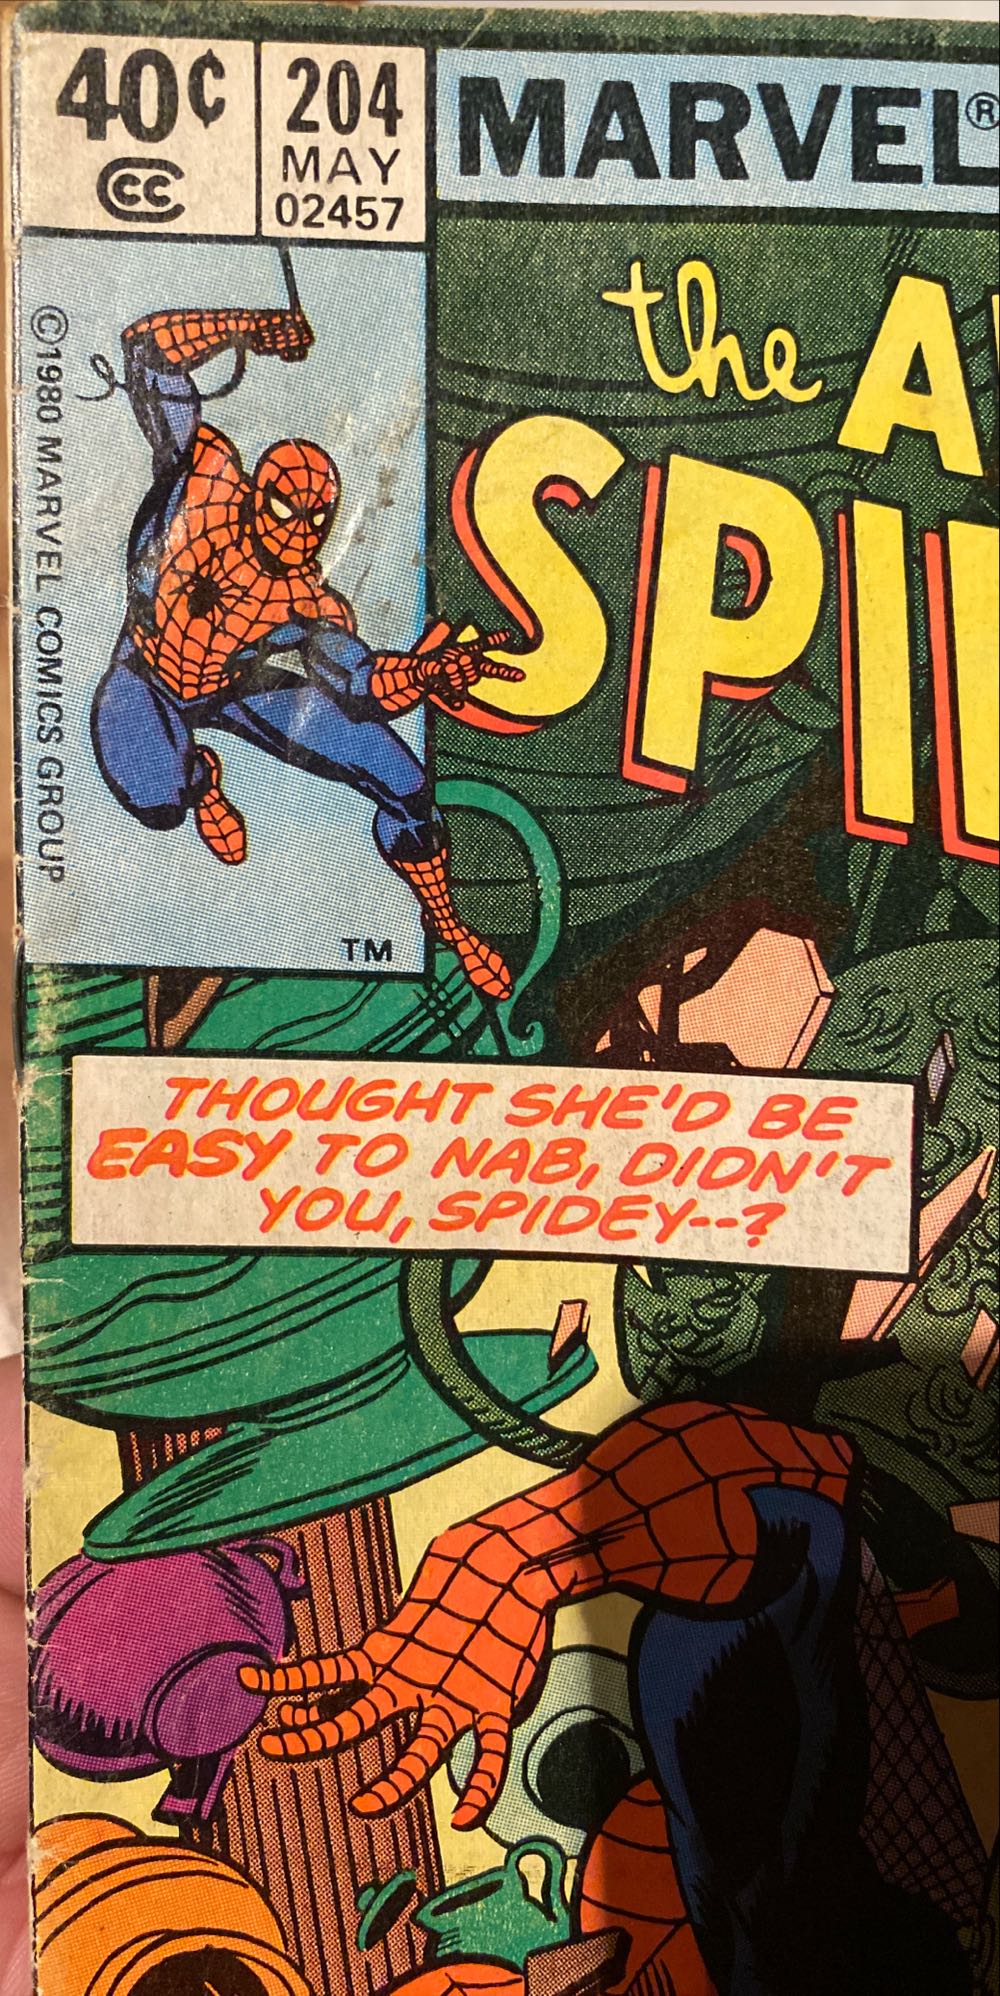 40¢
CC
204
MAY
02457
MARVEL®
©1980 MARVEL COMICS GROUP
TM
the A
SPI
THOUGHT SHE'D BE
EASY TO NAB, DIDN'T
YOU, SPIDEY--?